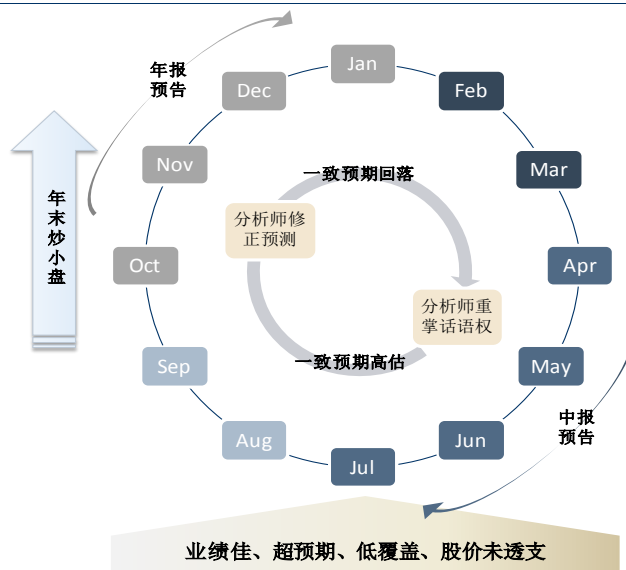 Jan
Feb
Mar
Apr
May
Jun
Jul
Aug
Sep
Oct
Nov
Dec
年报
预告
年末炒小盘
一致预期回落
分析师修
正预测
分析师重
掌话语权
一致预期高估
中报
预告
业绩佳、超预期、低覆盖、股价未透支